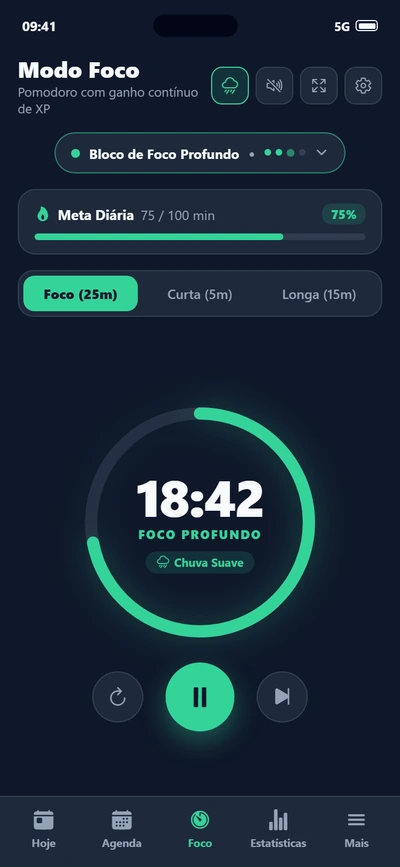 09:41
5G
Modo Foco
Pomodoro com ganho contínuo
de XP
Bloco de Foco Profundo
Meta Diária 75 / 100 min
75%
Foco (25m)
Curta (5m)
Longa (15m)
18:42
FOCO PROFUNDO
Chuva Suave
Hoje
Agenda
Foco
Estatísticas
Mais